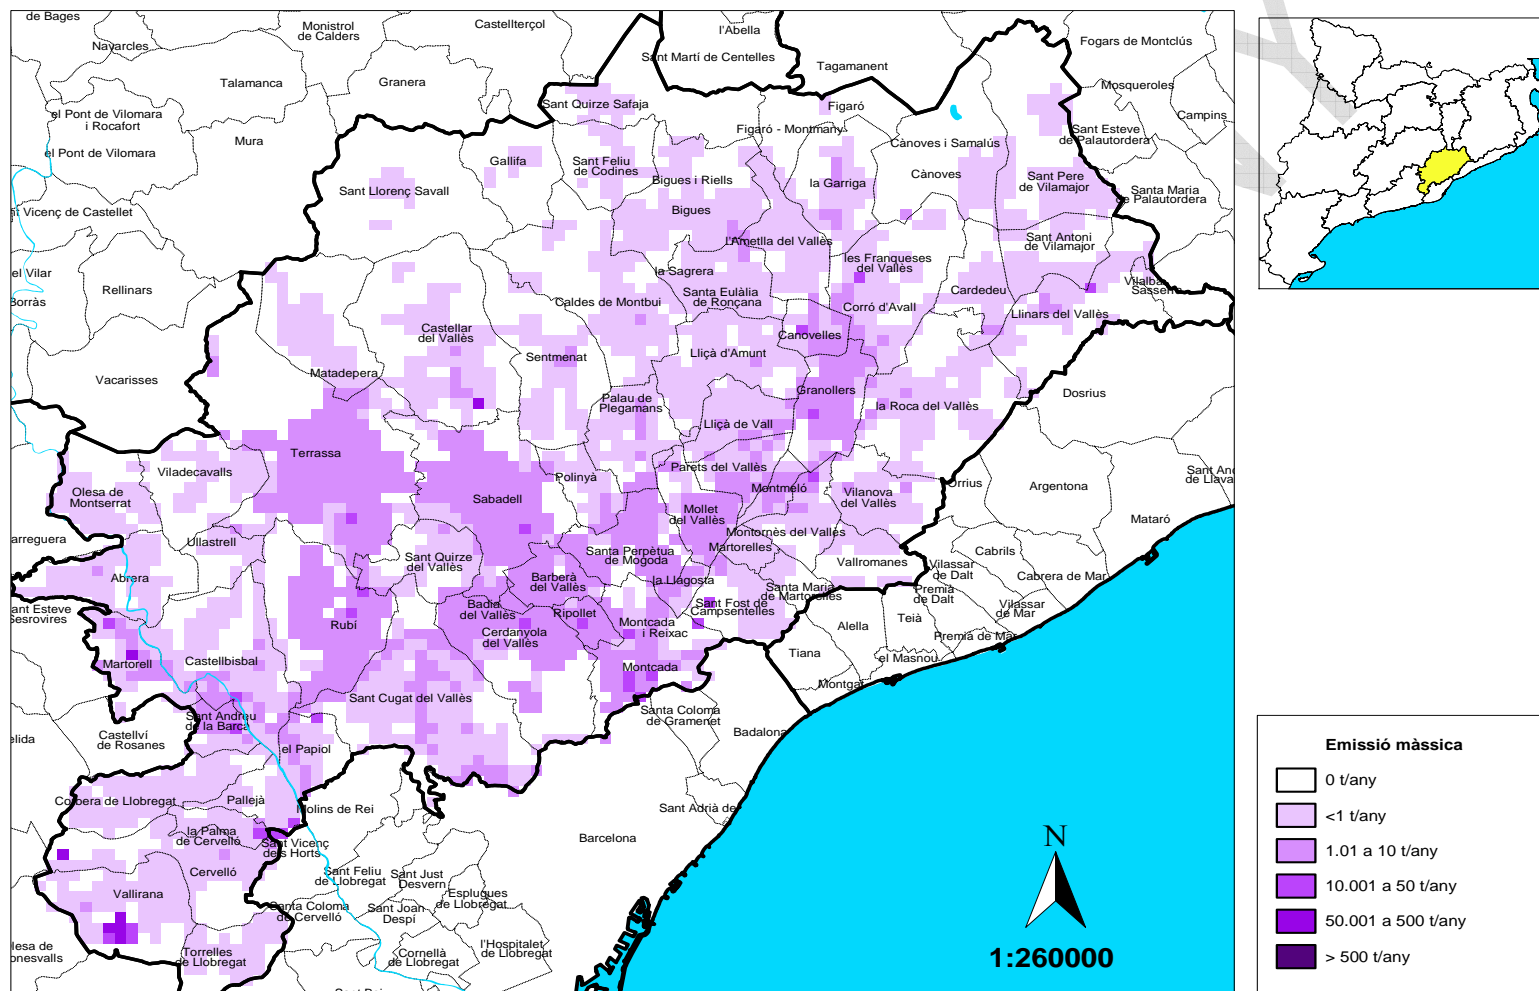 de Bages
Navarcles
Monistrol
de Calders
Castellterçol
l'Abella
Sant Martí de Centelles
Tagamanent
Fogars de Montclús
Talamanca
Granera
Mosqueroles
Campins
el Pont de Vilomara
i Rocafort
el Pont de Vilomara
Mura
Sant Quirze Safaja
Figaró
Figaró - Montmany
Cànoves i Samalús
Sant Esteve
de Palautordera
Gallifa
Sant Feliu
de Codines
Bigues i Riells
la Garriga
Cànoves
Sant Pere
de Vilamajor
Santa Maria
de Palautordera
Sant Llorenç Savall
nt Vicenç de Castellet
Bigues
l'Ametlla del Vallès
Sant Antoni
de Vilamajor
les Franqueses
del Vallès
el Vilar
Rellinars
Borràs
la Sagrera
Santa Eulàlia
de Ronçana
Caldes de Montbui
Corró d'Avall
Cardedeu
Vilalba
Sasserra
Llinars del Vallès
Castellar
del Vallès
Canovelles
Sentmenat
Lliçà d'Amunt
Vacarisses
Matadepera
Granollers
Dosrius
Palau de
Plegamans
la Roca del Vallès
Lliçà de Vall
Terrassa
Viladecavalls
Polinyà
Parets del Vallès
Montmeló
Vilanova
del Vallès
Orrius
Argentona
Sant And
de Llava
Olesa de
Montserrat
Sabadell
Mollet
del Vallès
Montornès del Vallès
Mataró
arreguera
Ullastrell
Sant Quirze
del Vallès
Santa Perpètua
de Mogoda
Martorelles
Vallromanes
Cabrils
Vilassar
de Dalt
Cabrera de Mar
Abrera
Barberà
del Vallès
la Llagosta
Santa Maria
de Martorelles
Premià
de Dalt
Vilassar
de Mar
ant Esteve
Sesrovires
Badia
del Vallès
Ripollet
Sant Fost de
Campsentelles
Rubí
Cerdanyola
del Vallès
Montcada
i Reixac
Alella
Teià
Premià de Mar
Martorell
Castellbisbal
Montcada
Tiana
el Masnou
Montgat
Sant Cugat del Vallès
Sant Andreu
de la Barca
Santa Coloma
de Gramenet
Badalona
elida
Castellví
de Rosanes
el Papiol
Corbera de Llobregat
Pallejà
Molins de Rei
Sant Adrià de
la Palma
de Cervelló
Sant Vicenç
dels Horts
Barcelona
Cervelló
Sant Feliu
de Llobregat
Sant Just
Desvern
Vallirana
Esplugues
de Llobregat
Santa Coloma
de Cervelló
Sant Joan
Despí
lesa de
onesvalls
Torrelles
de Llobregat
Cornellà
de Llobregat
l'Hospitalet
de Llobregat
N
1:260000
Emissió màssica
0 t/any
<1 t/any
1.01 a 10 t/any
10.001 a 50 t/any
50.001 a 500 t/any
> 500 t/any